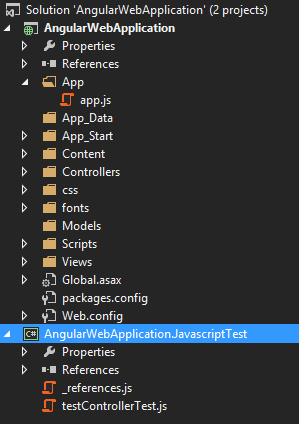 Solution 'AngularWebApplication' (2 projects)
AngularWebApplication
Properties
References
App
app.js
App_Data
App_Start
Content
Controllers
css
fonts
Models
Scripts
Views
Global.asax
packages.config
Web.config
C# AngularWebApplication.JavascriptTest
Properties
References
_references.js
testControllerTest.js